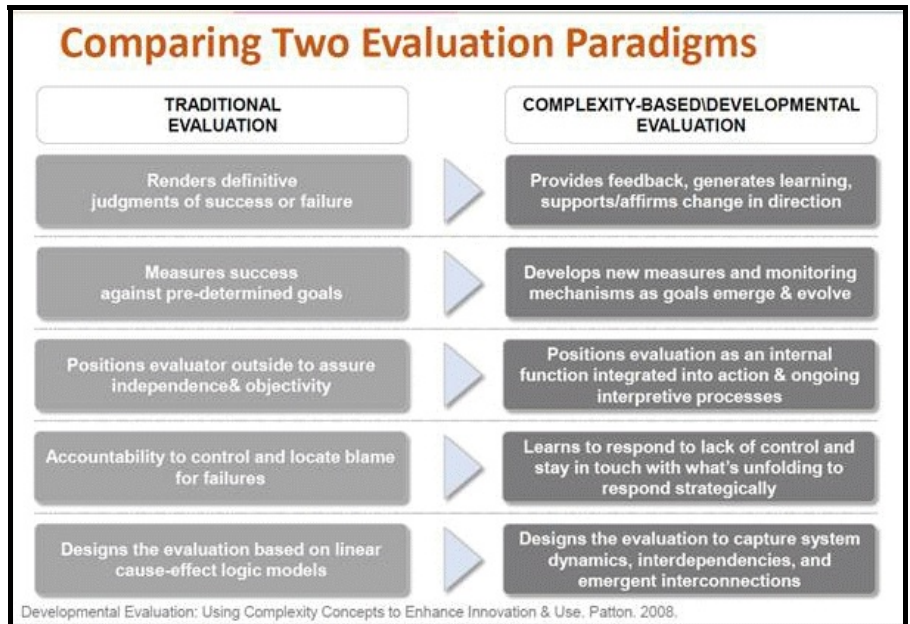 Comparing Two Evaluation Paradigms
TRADITIONAL
EVALUATION
COMPLEXITY-BASED\DEVELOPMENTAL
EVALUATION
Renders definitive
judgments of success or failure
Provides feedback, generates learning,
supports/affirms change in direction
Measures success
against pre-determined goals
Develops new measures and monitoring
mechanisms as goals emerge & evolve
Positions evaluator outside to assure
independence& objectivity
Positions evaluation as an internal
function integrated into action & ongoing
interpretive processes
Accountability to control and locate blame
for failures
Learns to respond to lack of control and
stay in touch with what's unfolding to
respond strategically
Designs the evaluation based on linear
cause-effect logic models
Designs the evaluation to capture system
dynamics, interdependencies, and
emergent interconnections
Developmental Evaluation: Using Complexity Concepts to Enhance Innovation & Use. Patton. 2008.